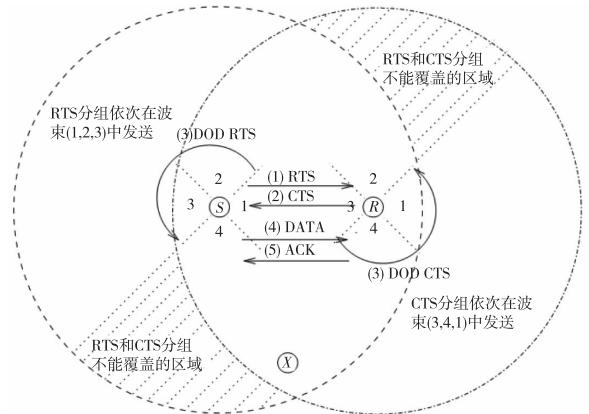 RTS和CTS分组
不能覆盖的区域
RTS分组依次在波
束(1,2,3)中发送
(3)DOD RTS
(1) RTS
(2) CTS
2
3
S
1
4
2
3
R
1
4
(4) DATA
(5) ACK
(3) DOD CTS
CTS分组依次在波
束(3,4,1)中发送
RTS和CTS分组
不能覆盖的区域
X